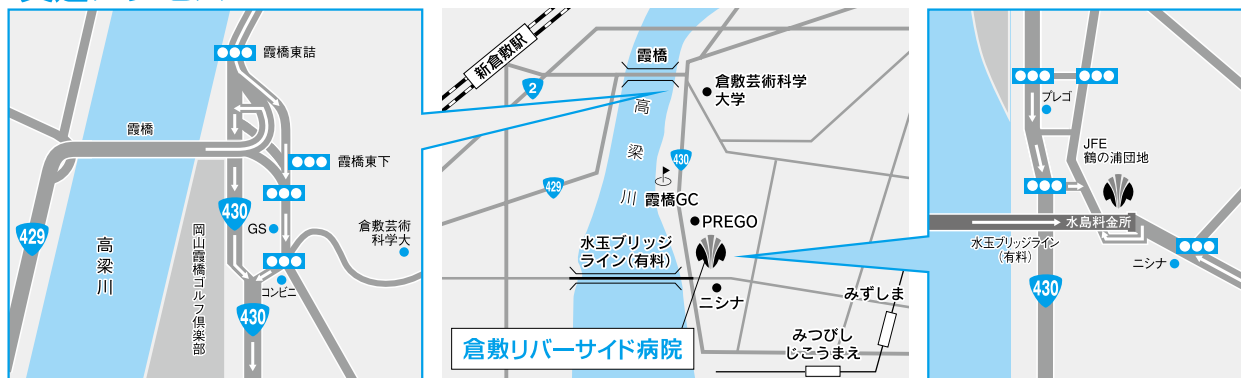 霞橋東詰
霞橋
霞橋東下
429
430
GS
倉敷芸術
科学大
高梁川
岡山霞橋ゴルフ倶楽部
コンビニ
430
新倉敷駅
2
霞橋
倉敷芸術科学
大学
高梁川
430
429
霞橋GC
PREGO
水玉ブリッジ
ライン(有料)
ニシナ
みずしま
みつびし
じこうまえ
倉敷リバーサイド病院
プレゴ
JFE
鶴の浦団地
水島料金所
水玉ブリッジライン
(有料)
ニシナ
430